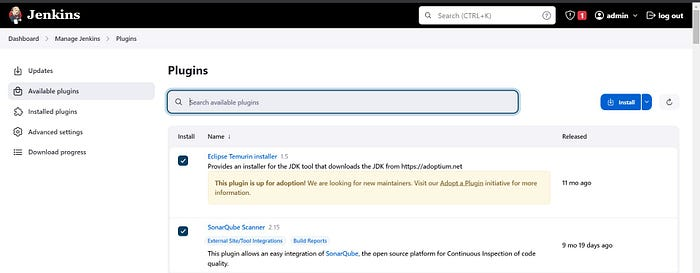 Jenkins
Search (CTRL+K)
1
admin
log out
Dashboard > Manage Jenkins > Plugins
Updates
Available plugins
Installed plugins
Advanced settings
Download progress
Plugins
Search available plugins
Install
Install Name ↓ Released
Eclipse Temurin installer 1.5
Provides an installer for the JDK tool that downloads the JDK from https://adoptium.net
This plugin is up for adoption! We are looking for new maintainers. Visit our Adopt a Plugin initiative for more
information.
11 mo ago
SonarQube Scanner 2.15
External Site/Tool Integrations Build Reports
This plugin allows an easy integration of SonarQube, the open source platform for Continuous Inspection of code
quality.
9 mo 19 days ago